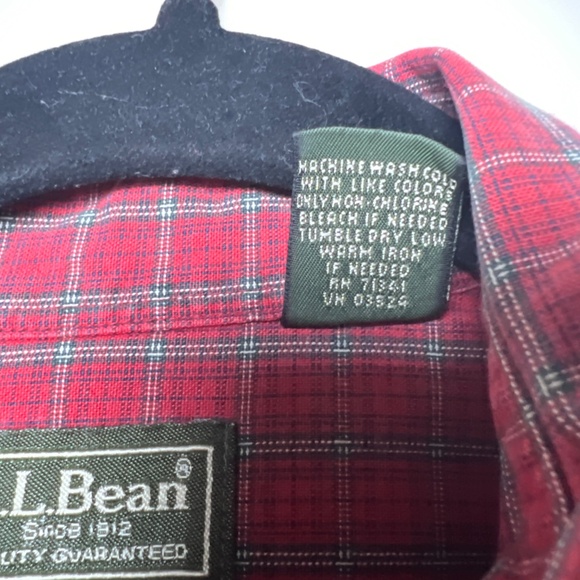 MACHINE WASH COLD
WITH LIKE COLORS
ONLY NON-CHLORINE
BLEACH IF NEEDED
TUMBLE DRY LOW
WARM IRON
IF NEEDED
RN 71341
VN 03524
.L.Bean®
Since 1912
LITY GUARANTEED